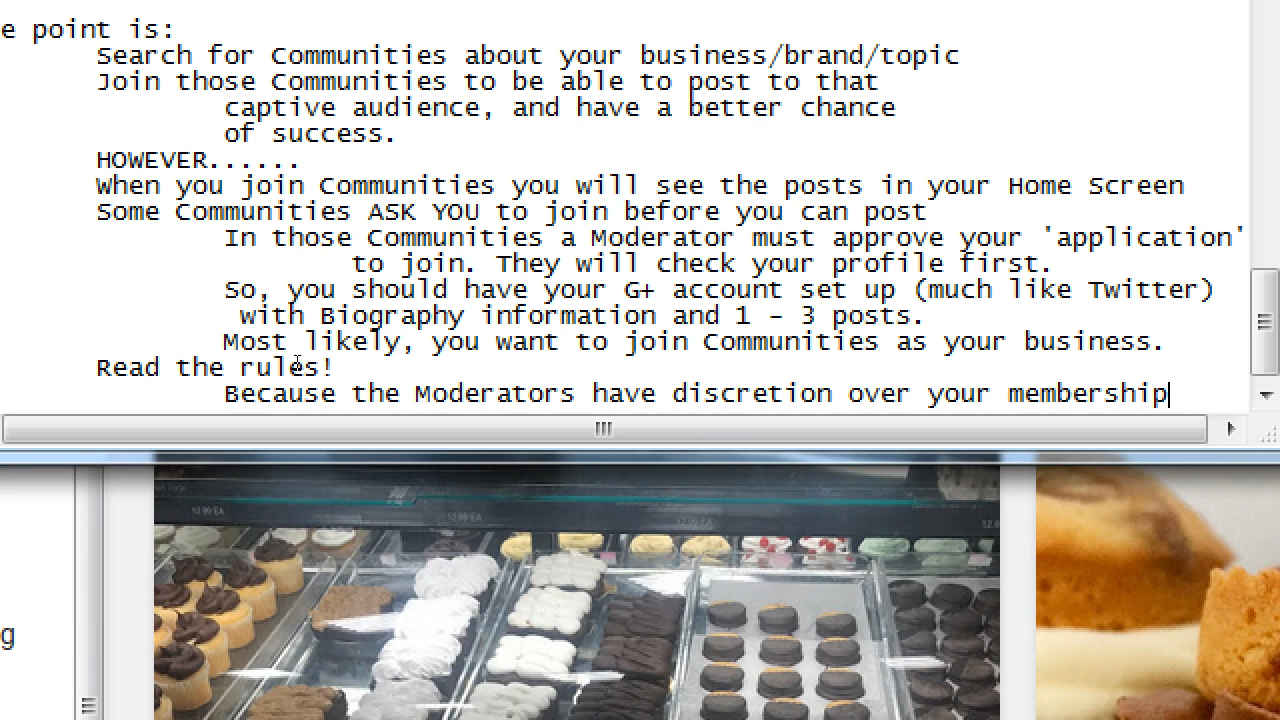 e point is:
Search for Communities about your business/brand/topic
Join those Communities to be able to post to that
captive audience, and have a better chance
of success.
HOWEVER......
When you join Communities you will see the posts in your Home Screen
Some Communities ASK YOU to join before you can post
In those Communities a Moderator must approve your 'application'
to join. They will check your profile first.
So, you should have your G+ account set up (much like Twitter)
with Biography information and 1 - 3 posts.
Most likely, you want to join Communities as your business.
Read the rules!
Because the Moderators have discretion over your membership
g